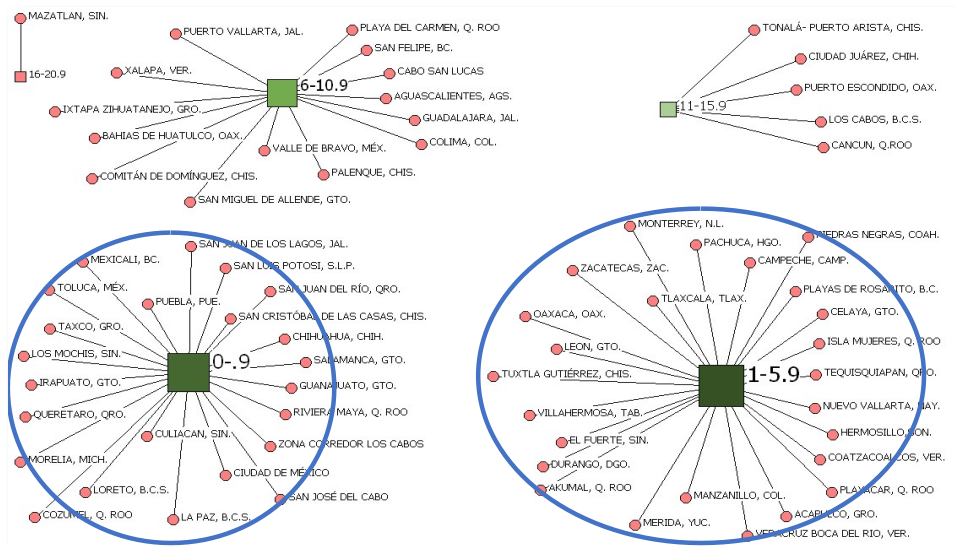 MAZATLAN, SIN.
16-20.9
PUERTO VALLARTA, JAL.
PLAYA DEL CARMEN, Q. ROO
SAN FELIPE, BC.
XALAPA, VER.
CABO SAN LUCAS
6-10.9
AGUASCALIENTES, AGS.
IXTAPA ZIHUATANEJO, GRO.
GUADALAJARA, JAL.
BAHIAS DE HUATULCO, OAX.
COLIMA, COL.
VALLE DE BRAVO, MÉX.
COMITÁN DE DOMÍNGUEZ, CHIS.
PALENQUE, CHIS.
SAN MIGUEL DE ALLENDE, GTO.
TONALÁ- PUERTO ARISTA, CHIS.
CIUDAD JUÁREZ, CHIH.
PUERTO ESCONDIDO, OAX.
11-15.9
LOS CABOS, B.C.S.
CANCUN, Q.ROO
SAN JUAN DE LOS LAGOS, JAL.
MEXICALI, BC.
SAN LUIS POTOSI, S.L.P.
TOLUCA, MÉX.
SAN JUAN DEL RÍO, QRO.
PUEBLA, PUE.
SAN CRISTÓBAL DE LAS CASAS, CHIS.
TAXCO, GRO.
CHIHUAHUA, CHIH.
LOS MOCHIS, SIN.
0-.9
SALAMANCA, GTO.
IRAPUATO, GTO.
GUANAJUATO, GTO.
QUERETARO, QRO.
RIVIERA MAYA, Q. ROO
CULIACAN, SIN.
ZONA CORREDOR LOS CABOS
MORELIA, MICH.
CIUDAD DE MÉXICO
LORETO, B.C.S.
SAN JOSÉ DEL CABO
COZUMEL, Q. ROO
LA PAZ, B.C.S.
MONTERREY, N.L.
PIEDRAS NEGRAS, COAH.
PACHUCA, HGO.
ZACATECAS, ZAC.
CAMPECHE, CAMP.
TLAXCALA, TLAX.
PLAYAS DE ROSARITO, B.C.
OAXACA, OAX.
CELAYA, GTO.
LEON, GTO.
ISLA MUJERES, Q. ROO
TUXTLA GUTIÉRREZ, CHIS.
1-5.9
TEQUISQUIAPAN, QRO.
VILLAHERMOSA, TAB.
NUEVO VALLARTA, NAY.
EL FUERTE, SIN.
HERMOSILLO, SON.
DURANGO, DGO.
COATZACOALCOS, VER.
AKUMAL, Q. ROO
PLAYACAR, Q. ROO
MANZANILLO, COL.
ACAPULCO, GRO.
MERIDA, YUC.
VERACRUZ BOCA DEL RIO, VER.